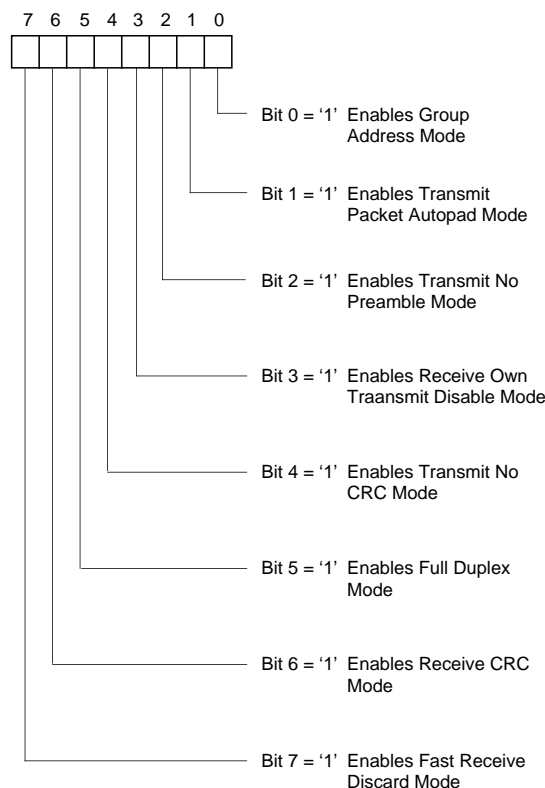 7 6 5 4 3 2 1 0
Bit 0 = ‘1’ Enables Group
Address Mode
Bit 1 = ‘1’ Enables Transmit
Packet Autopad Mode
Bit 2 = ‘1’ Enables Transmit No
Preamble Mode
Bit 3 = ‘1’ Enables Receive Own
Traansmit Disable Mode
Bit 4 = ‘1’ Enables Transmit No
CRC Mode
Bit 5 = ‘1’ Enables Full Duplex
Mode
Bit 6 = ‘1’ Enables Receive CRC
Mode
Bit 7 = ‘1’ Enables Fast Receive
Discard Mode